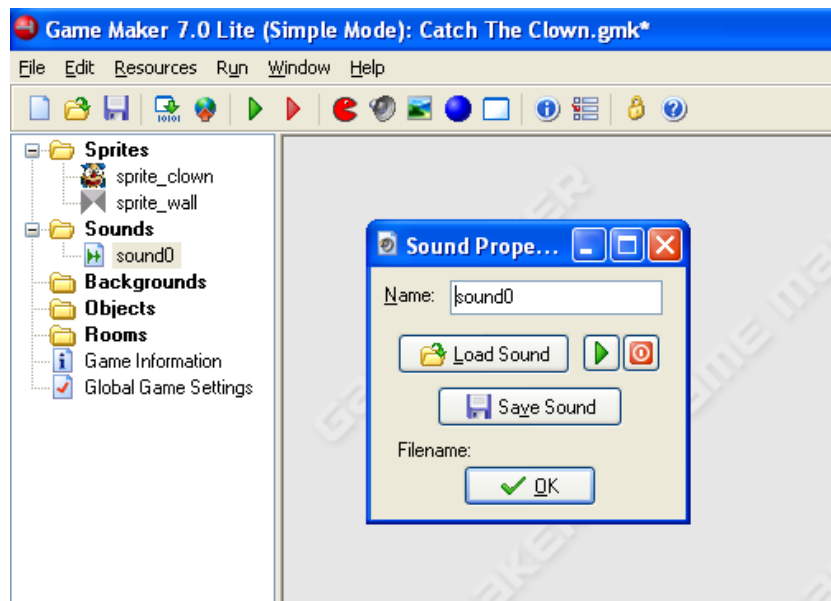 Game Maker 7.0 Lite (Simple Mode): Catch The Clown.gmk*
File Edit Resources Run Window Help
Sprites
sprite_clown
sprite_wall
Sounds
sound0
Backgrounds
Objects
Rooms
Game Information
Global Game Settings
Sound Prope...
Name: sound0
Load Sound
Save Sound
Filename:
OK